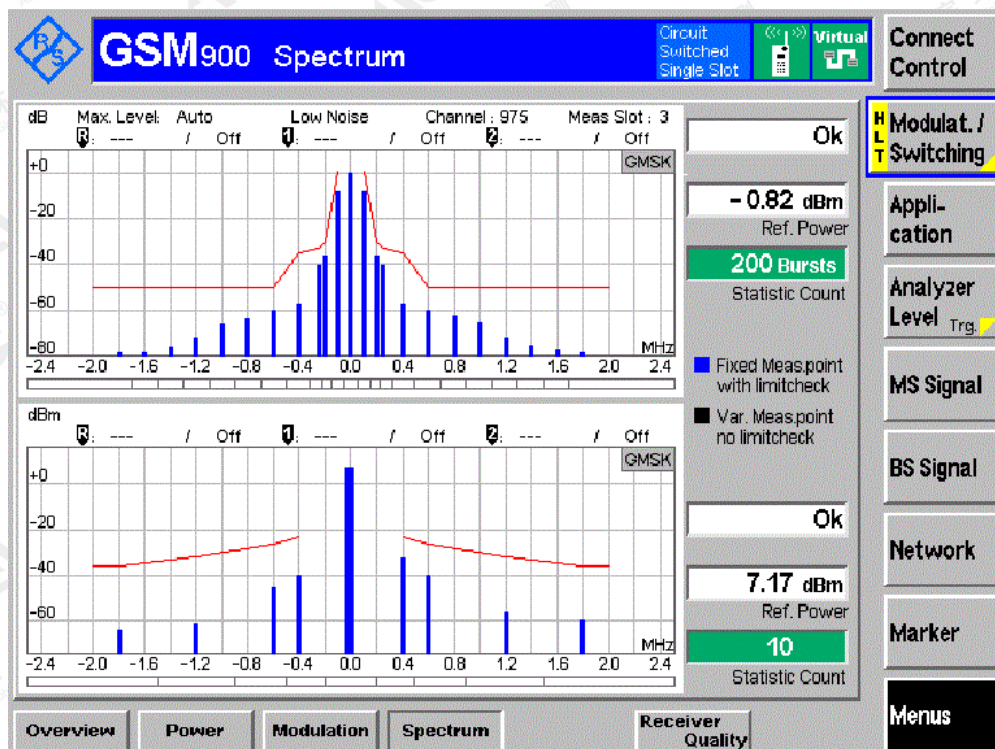 R/S
GSM900 Spectrum
Circuit Switched Single Slot
Virtual
Connect Control
dB Max. Level: Auto Low Noise Channel : 975 Meas Slot : 3
R: --- / Off 1: --- / Off 2: --- / Off
GMSK
+0
-20
-40
-60
-80
MHz
-2.4 -2.0 -1.6 -1.2 -0.8 -0.4 0.0 0.4 0.8 1.2 1.6 2.0 2.4
Ok
-0.82 dBm
Ref. Power
200 Bursts
Statistic Count
Fixed Meas.point
with limitcheck
Var. Meas.point
no limitcheck
dBm
R: --- / Off 1: --- / Off 2: --- / Off
GMSK
+0
-20
-40
-60
MHz
-2.4 -2.0 -1.6 -1.2 -0.8 -0.4 0.0 0.4 0.8 1.2 1.6 2.0 2.4
Ok
7.17 dBm
Ref. Power
10
Statistic Count
HLT
Modulat. /
Switching
Appli-
cation
Analyzer
Level Trg.
MS Signal
BS Signal
Network
Marker
Menus
Overview Power Modulation Spectrum Receiver Quality